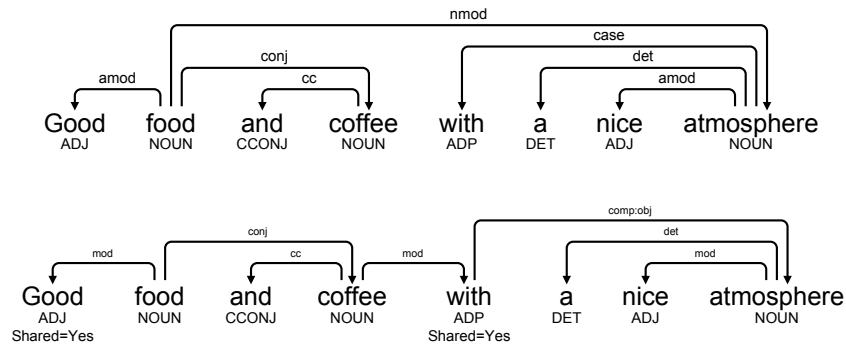 nmod
case
conj det
amod cc amod
Good food and coffee with a nice atmosphere
ADJ NOUN CCONJ NOUN ADP DET ADJ NOUN
comp:obj
conj det
mod cc mod mod
Good food and coffee with a nice atmosphere
ADJ NOUN CCONJ NOUN ADP DET ADJ NOUN
Shared=Yes Shared=Yes